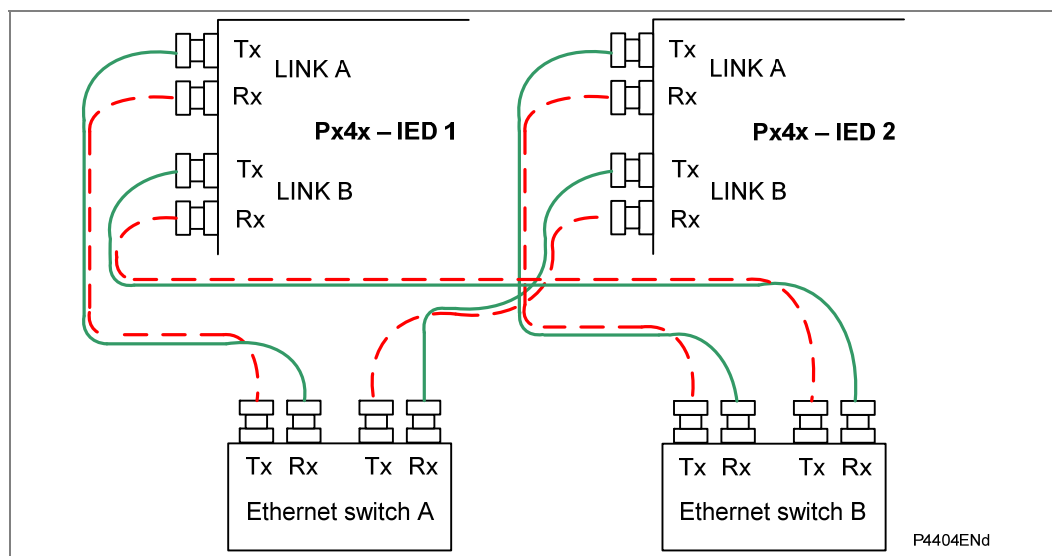 Tx
LINK A
Rx
Px4x – IED 1
Tx
LINK B
Rx
Tx
LINK A
Rx
Px4x – IED 2
Tx
LINK B
Rx
Tx Rx Tx Rx
Ethernet switch A
Tx Rx Tx Rx
Ethernet switch B
P4404ENd